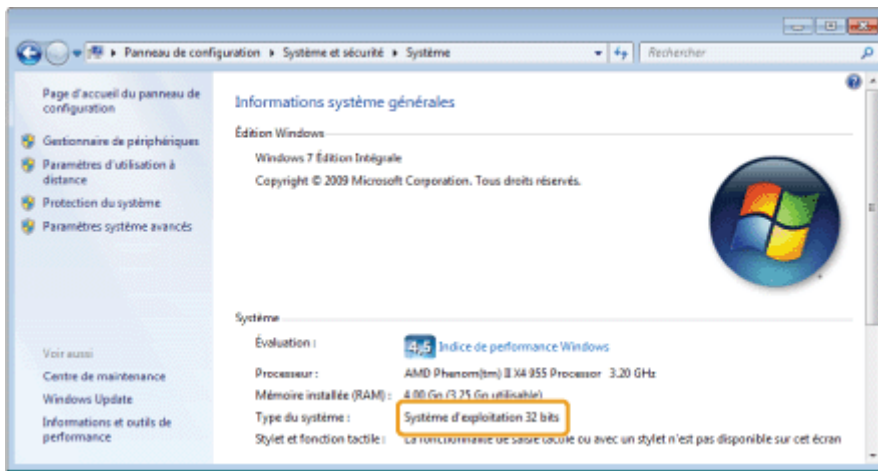 Panneau de configuration ▸ Système et sécurité ▸ Système
Rechercher
Page d'accueil du panneau de
configuration
Gestionnaire de périphériques
Paramètres d'utilisation à
distance
Protection du système
Paramètres système avancés
Voir aussi
Centre de maintenance
Windows Update
Informations et outils de
performance
Informations système générales
Édition Windows
Windows 7 Édition Intégrale
Copyright © 2009 Microsoft Corporation. Tous droits réservés.
Système
Évaluation :
4,5 Indice de performance Windows
Processeur : AMD Phenom(tm) II X4 955 Processor 3.20 GHz
Mémoire installée (RAM) : 4,00 Go (3,25 Go utilisable)
Type du système : Système d'exploitation 32 bits
Stylet et fonction tactile : La fonctionnalité de saisie tactile ou avec un stylet n'est pas disponible sur cet écran